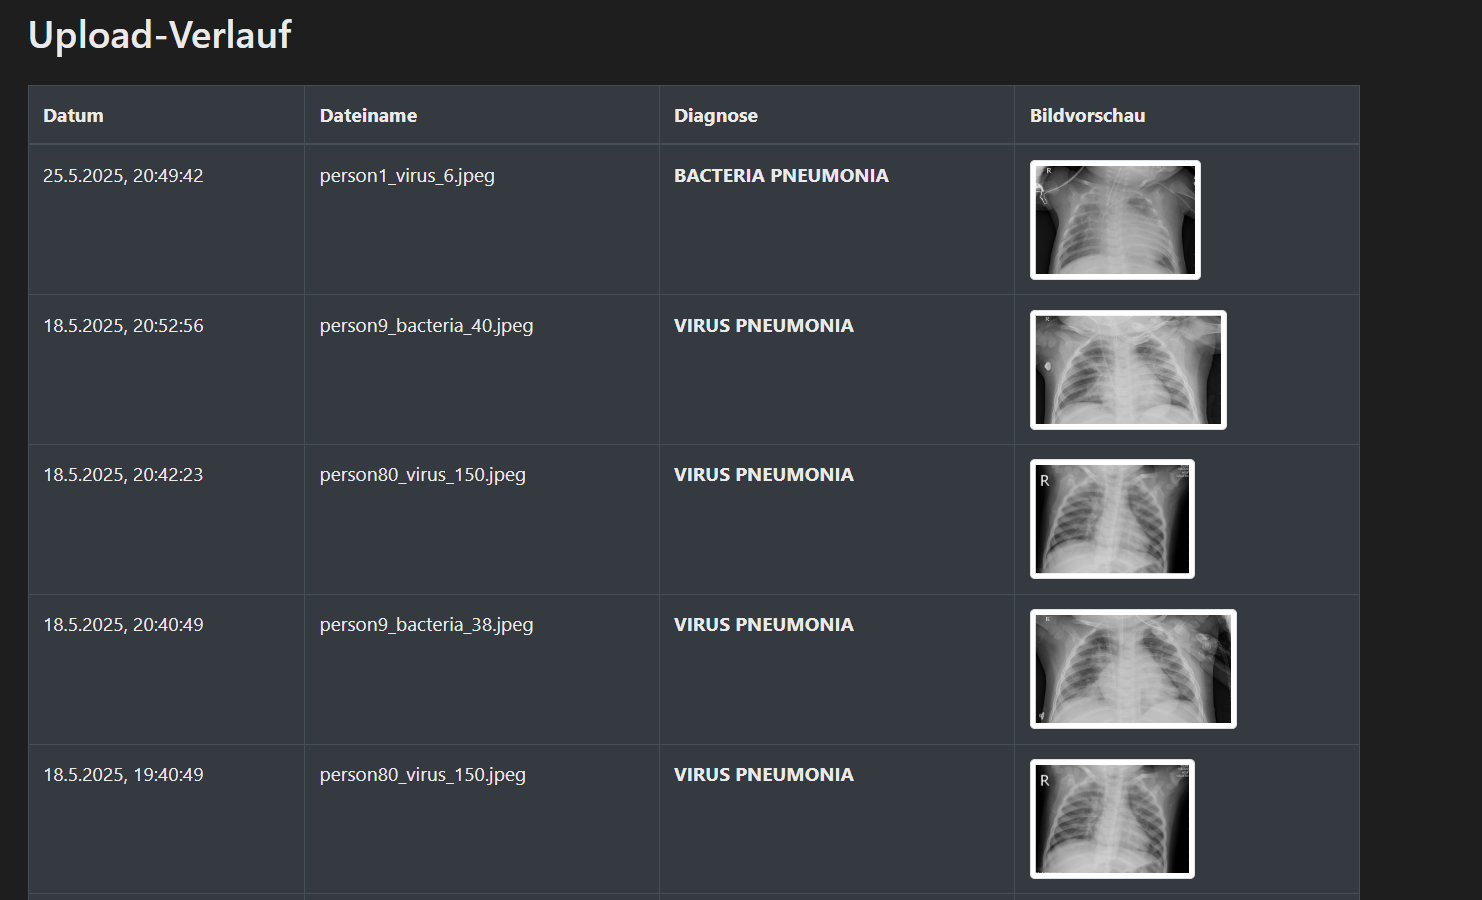 Upload-Verlauf
Datum Dateiname Diagnose Bildvorschau
25.5.2025, 20:49:42 person1_virus_6.jpeg BACTERIA PNEUMONIA
R
18.5.2025, 20:52:56 person9_bacteria_40.jpeg VIRUS PNEUMONIA
R
18.5.2025, 20:42:23 person80_virus_150.jpeg VIRUS PNEUMONIA
R
18.5.2025, 20:40:49 person9_bacteria_38.jpeg VIRUS PNEUMONIA
R
18.5.2025, 19:40:49 person80_virus_150.jpeg VIRUS PNEUMONIA
R